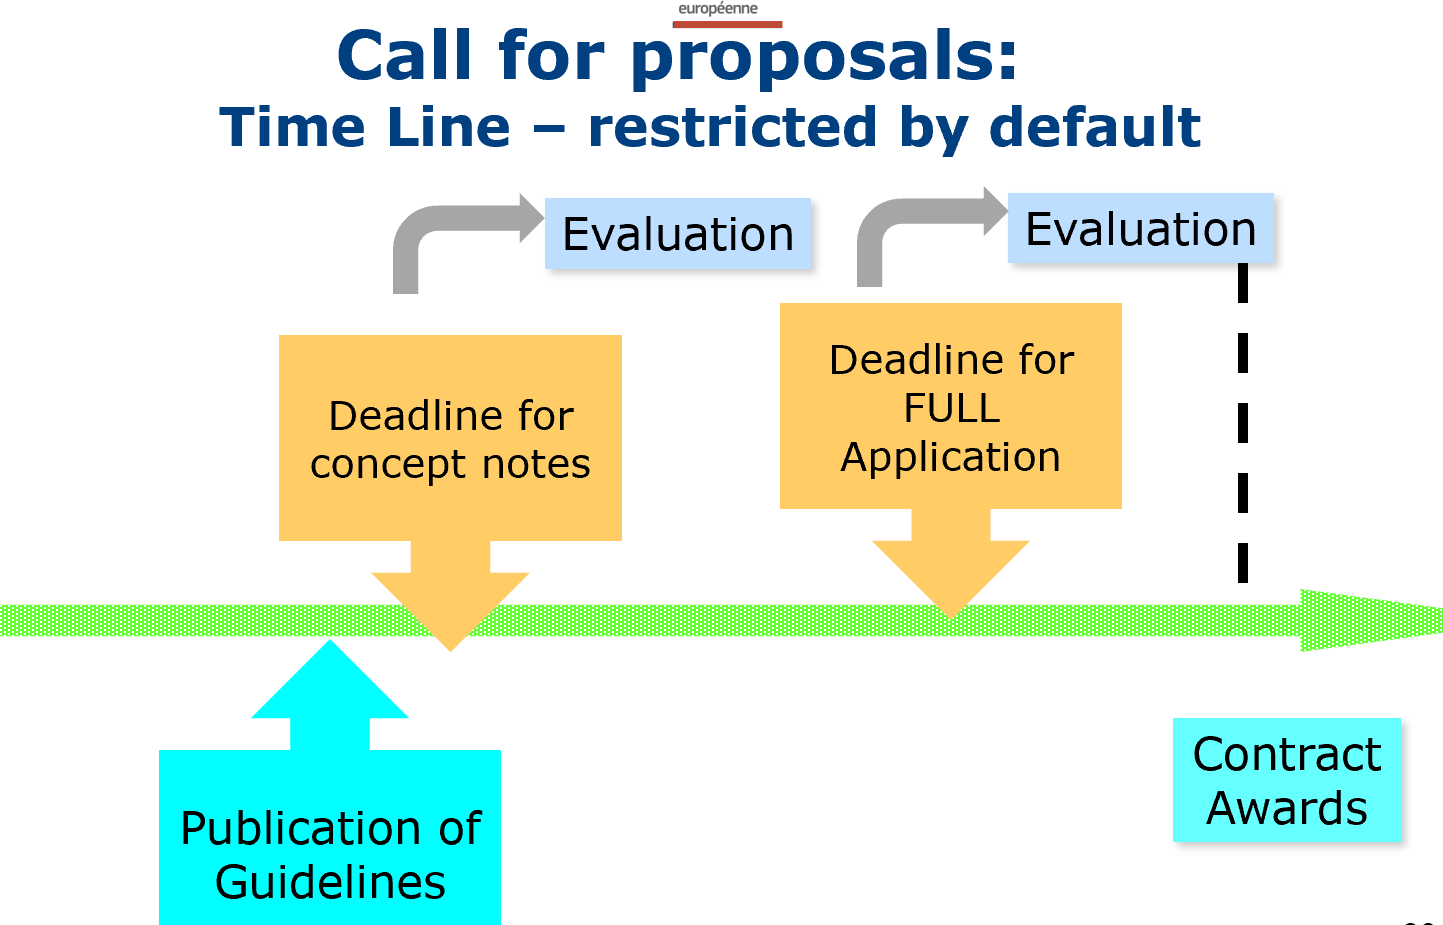 européenne
Call for proposals:
Time Line – restricted by default
Evaluation
Evaluation
Deadline for
concept notes
Deadline for
FULL
Application
Publication of
Guidelines
Contract
Awards